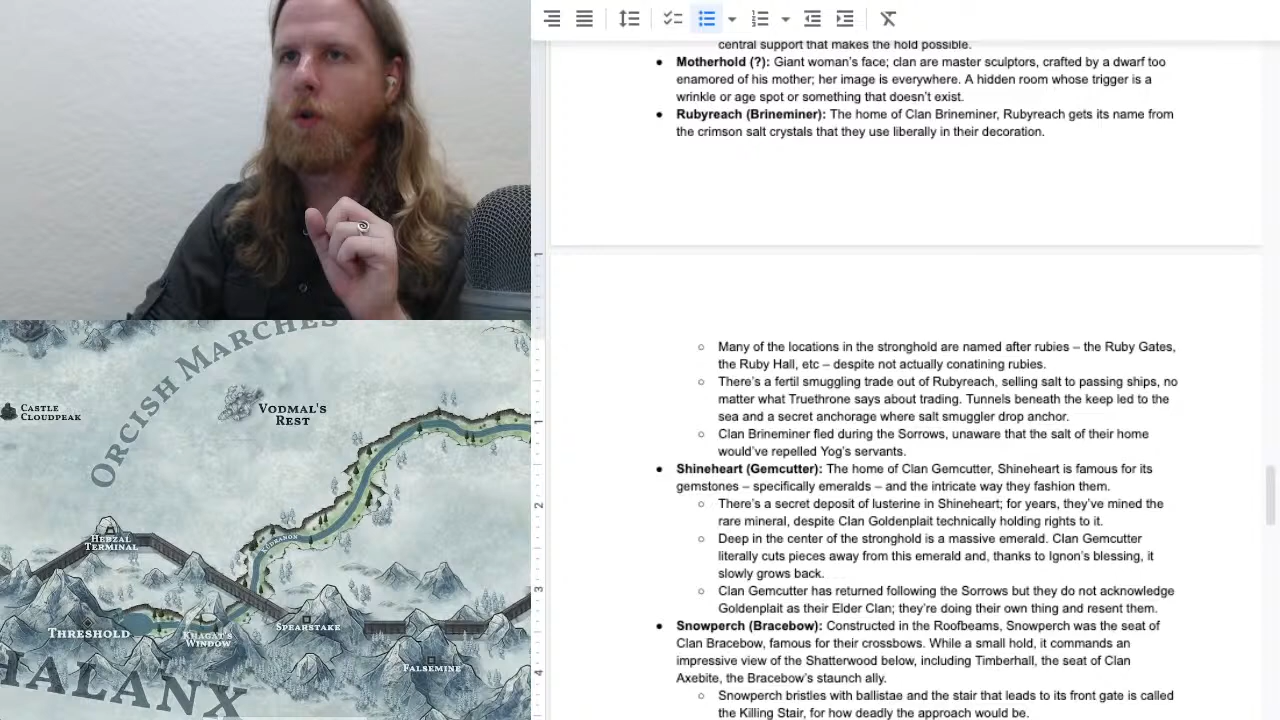 central support that makes the hold possible.
● Motherhold (?): Giant woman's face; clan are master sculptors, crafted by a dwarf too
enamored of his mother; her image is everywhere. A hidden room whose trigger is a
wrinkle or age spot or something that doesn't exist.
● Rubyreach (Brineminer): The home of Clan Brineminer, Rubyreach gets its name from
the crimson salt crystals that they use liberally in their decoration.
○ Many of the locations in the stronghold are named after rubies – the Ruby Gates,
the Ruby Hall, etc – despite not actually conatining rubies.
○ There's a fertil smuggling trade out of Rubyreach, selling salt to passing ships, no
matter what Truethrone says about trading. Tunnels beneath the keep led to the
sea and a secret anchorage where salt smuggler drop anchor.
○ Clan Brineminer fled during the Sorrows, unaware that the salt of their home
would've repelled Yog's servants.
● Shineheart (Gemcutter): The home of Clan Gemcutter, Shineheart is famous for its
gemstones – specifically emeralds – and the intricate way they fashion them.
○ There's a secret deposit of lusterine in Shineheart; for years, they've mined the
rare mineral, despite Clan Goldenplait technically holding rights to it.
○ Deep in the center of the stronghold is a massive emerald. Clan Gemcutter
literally cuts pieces away from this emerald and, thanks to Ignon's blessing, it
slowly grows back.
○ Clan Gemcutter has returned following the Sorrows but they do not acknowledge
Goldenplait as their Elder Clan; they're doing their own thing and resent them.
● Snowperch (Bracebow): Constructed in the Roofbeams, Snowperch was the seat of
Clan Bracebow, famous for their crossbows. While a small hold, it commands an
impressive view of the Shatterwood below, including Timberhall, the seat of Clan
Axebite, the Bracebow's staunch ally.
○ Snowperch bristles with ballistae and the stair that leads to its front gate is called
the Killing Stair, for how deadly the approach would be.
1
1
2
3
4
ORCISH MARCHES
CASTLE
CLOUDPEAK
VODMAL'S
REST
HEBZAL
TERMINAL
THRESHOLD
KHAGAT'S
WINDOW
SPEARSTAKE
FALSEMINE
HALANX